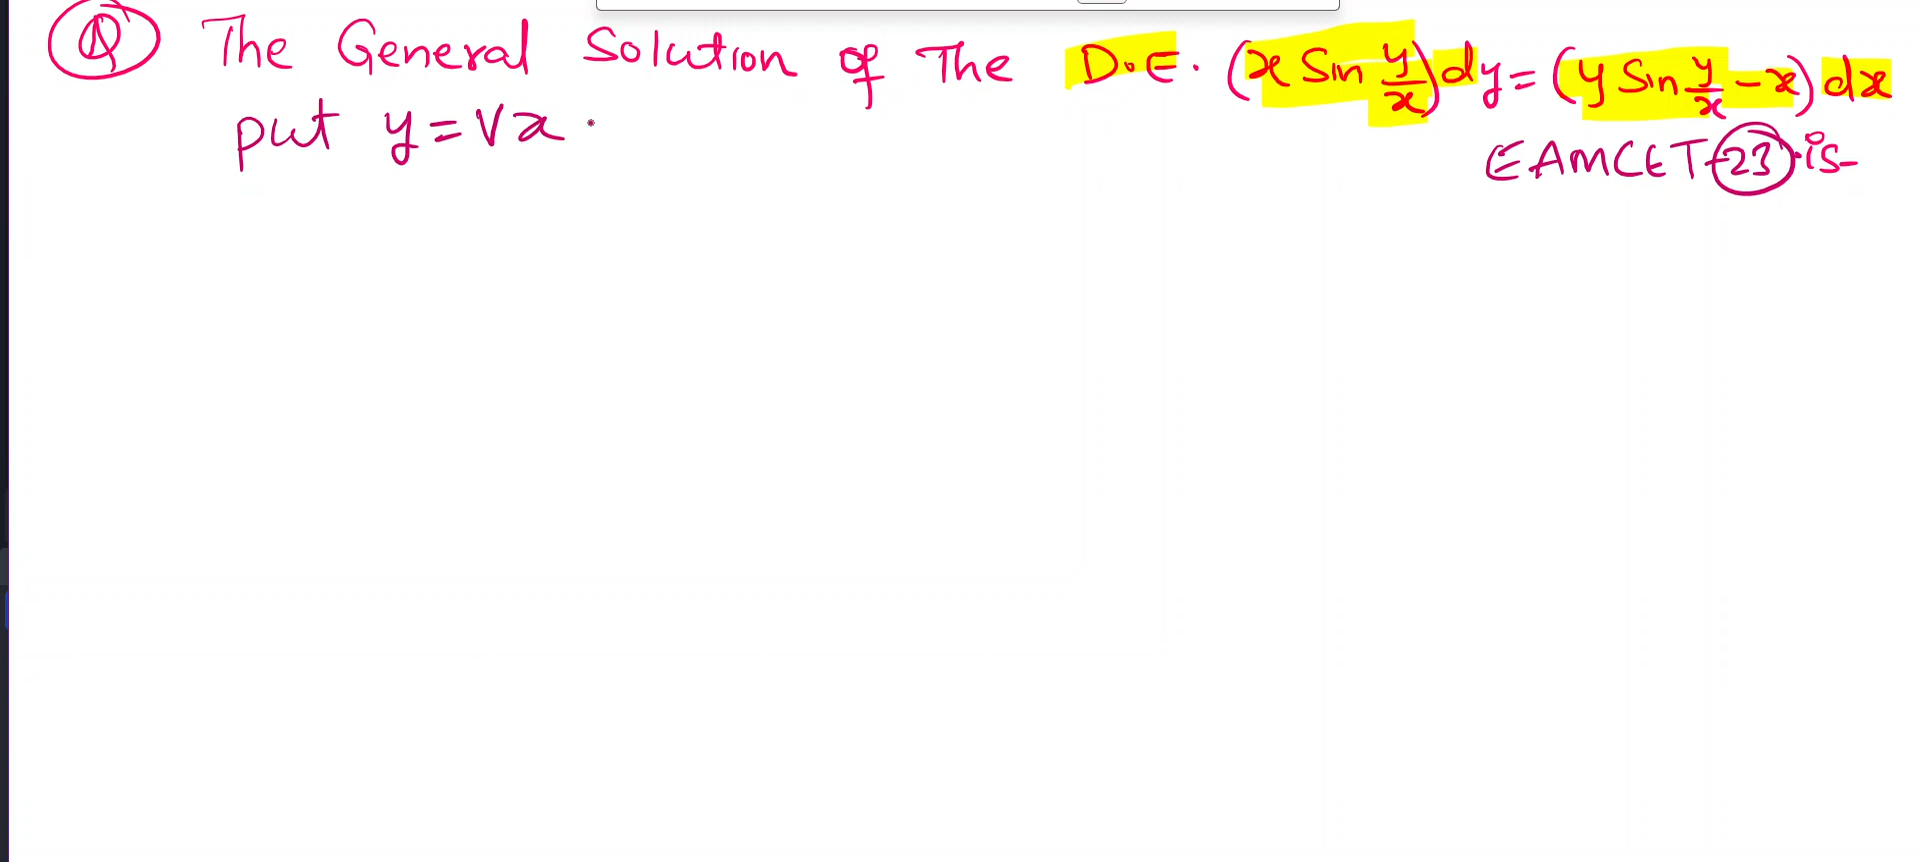 Q The General Solution of The D.E. (x Sin y/x) dy = (y Sin y/x - x) dx
put y = Vx .
EAMCET-23 is-